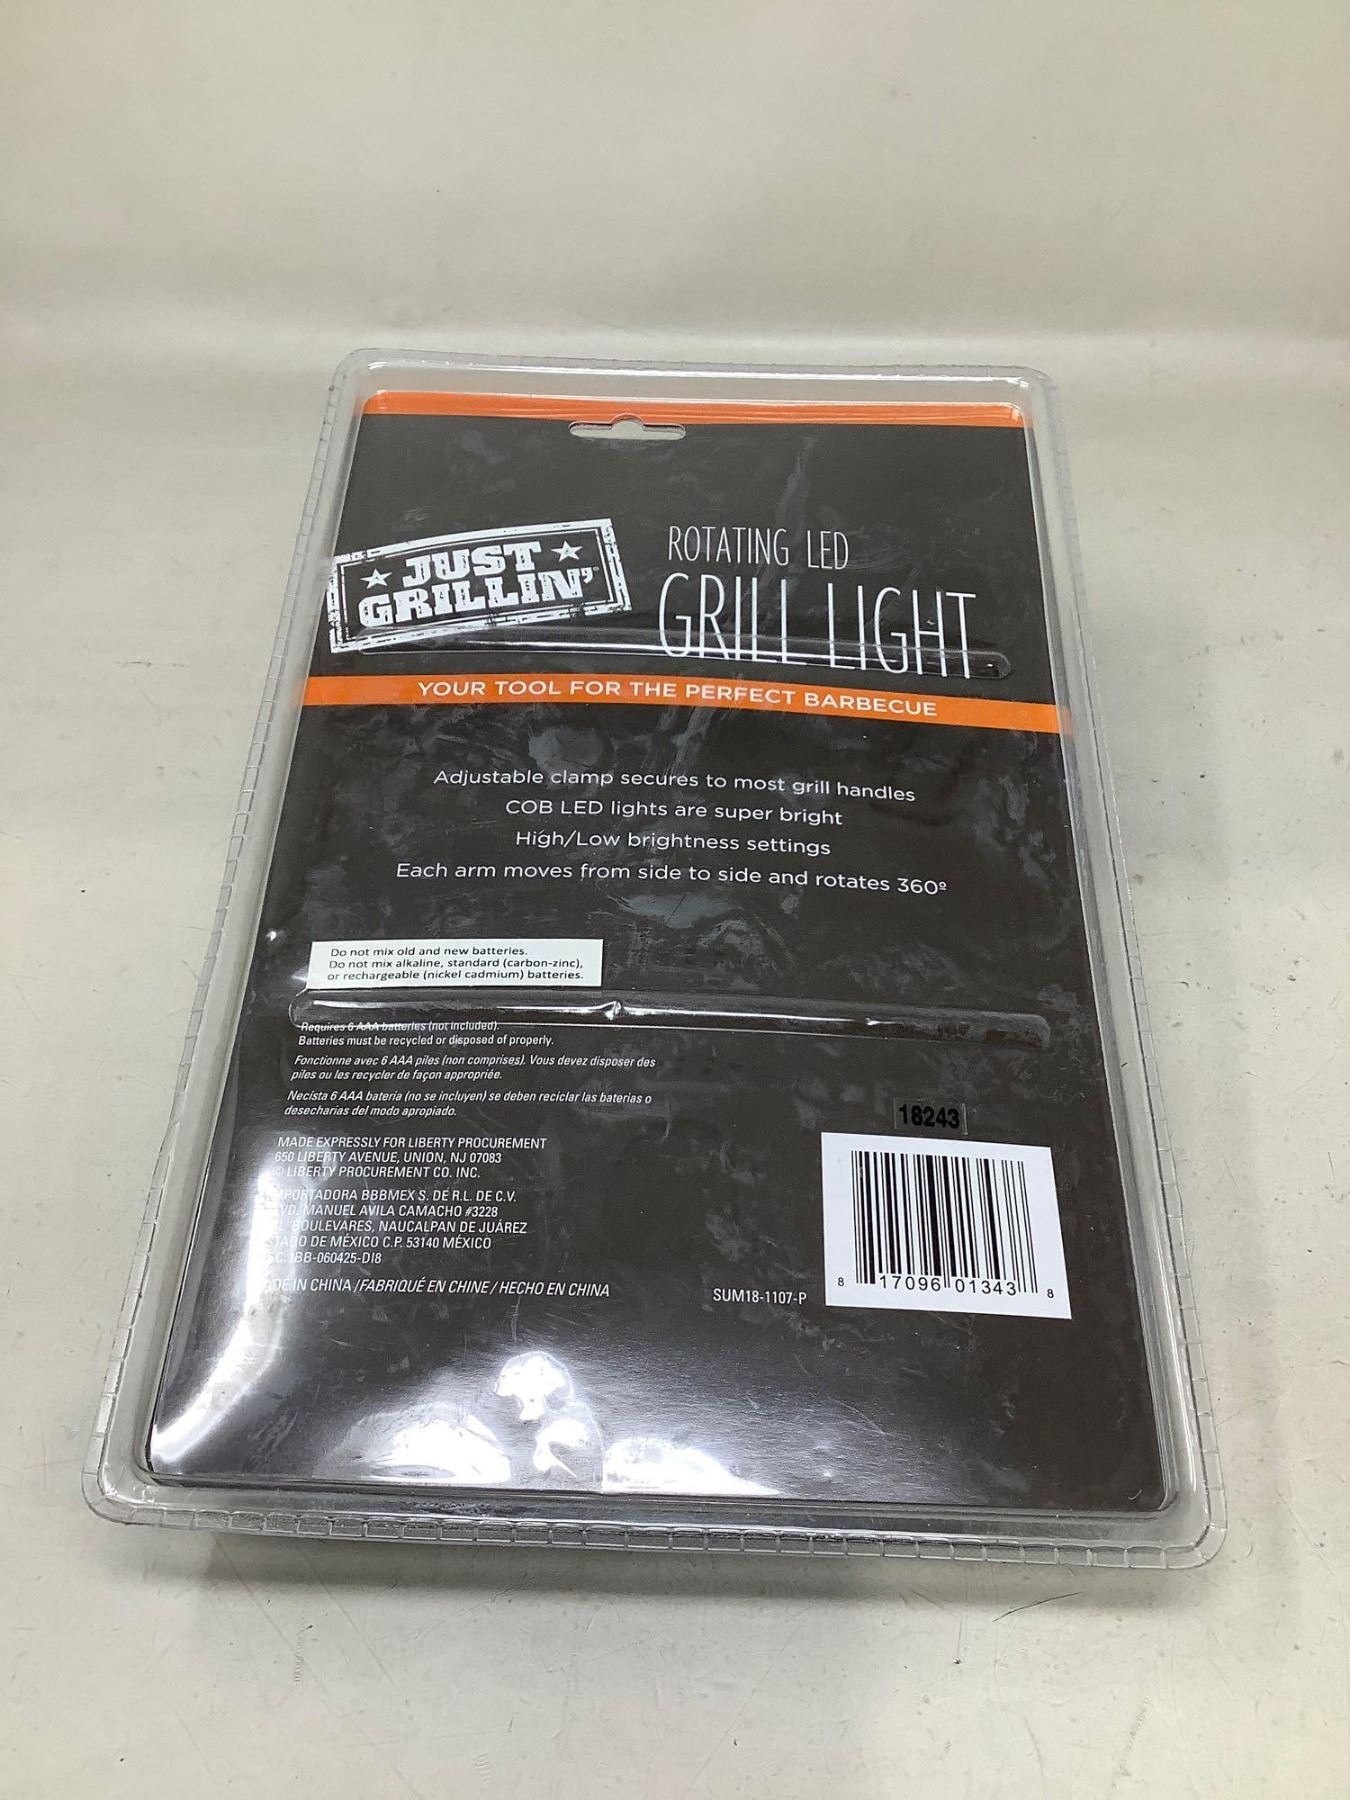 ★ JUST ★
GRILLIN'
ROTATING LED
GRILL LIGHT
YOUR TOOL FOR THE PERFECT BARBECUE
Adjustable clamp secures to most grill handles
COB LED lights are super bright
High/Low brightness settings
Each arm moves from side to side and rotates 360º
Do not mix old and new batteries.
Do not mix alkaline, standard (carbon-zinc),
or rechargeable (nickel cadmium) batteries.
Requires 6 AAA batteries (not included).
Batteries must be recycled or disposed of properly.
Fonctionne avec 6 AAA piles (non comprises). Vous devez disposer des
piles ou les recycler de façon appropriée.
Necista 6 AAA bateria (no se incluyen) se deben reciclar las baterias o
desecharias del modo apropiado.
MADE EXPRESSLY FOR LIBERTY PROCUREMENT
650 LIBERTY AVENUE, UNION, NJ 07083
© LIBERTY PROCUREMENT CO. INC.
IMPORTADORA BBBMEX S. DE R.L. DE C.V.
MANUEL AVILA CAMACHO #3228
BOULEVARES, NAUCALPAN DE JUÁREZ
DE MÉXICO C.P. 53140 MÉXICO
IBB-060425-DI8
MADE IN CHINA / FABRIQUÉ EN CHINE / HECHO EN CHINA
18243
SUM18-1107-P
8 17096 01343 8